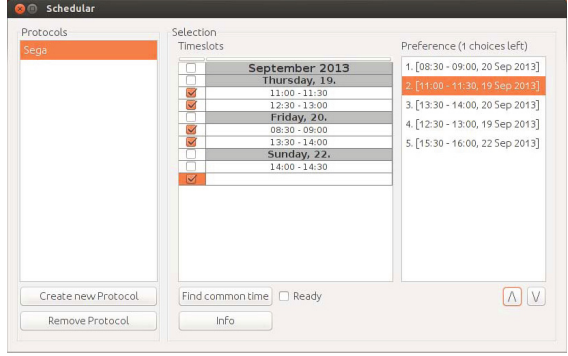 Schedular
Protocols
Sega
Create new Protocol
Remove Protocol
Selection
Timeslots
September 2013
Thursday, 19.
11:00 - 11:30
12:30 - 13:00
Friday, 20.
08:30 - 09:00
13:30 - 14:00
Sunday, 22.
14:00 - 14:30
Find common time
Ready
Info
Preference (1 choices left)
1. [08:30 - 09:00, 20 Sep 2013]
2. [11:00 - 11:30, 19 Sep 2013]
3. [13:30 - 14:00, 20 Sep 2013]
4. [12:30 - 13:00, 19 Sep 2013]
5. [15:30 - 16:00, 22 Sep 2013]